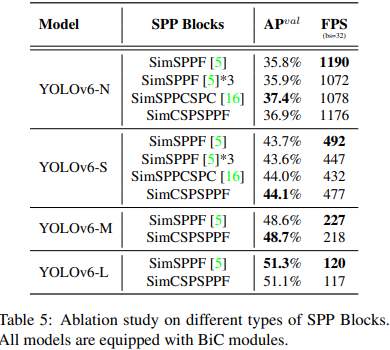 Model SPP Blocks AP^val FPS
(bs=32)
SimSPPF [5] 35.8% 1190
SimSPPF [5]*3 35.9% 1072
YOLOv6-N
SimSPPCSPC [16] 37.4% 1078
SimCSPSPPF 36.9% 1176
SimSPPF [5] 43.7% 492
SimSPPF [5]*3 43.6% 447
YOLOv6-S
SimSPPCSPC [16] 44.0% 432
SimCSPSPPF 44.1% 477
SimSPPF [5] 48.6% 227
YOLOv6-M
SimCSPSPPF 48.7% 218
SimSPPF [5] 51.3% 120
YOLOv6-L
SimCSPSPPF 51.1% 117
Table 5: Ablation study on different types of SPP Blocks.
All models are equipped with BiC modules.